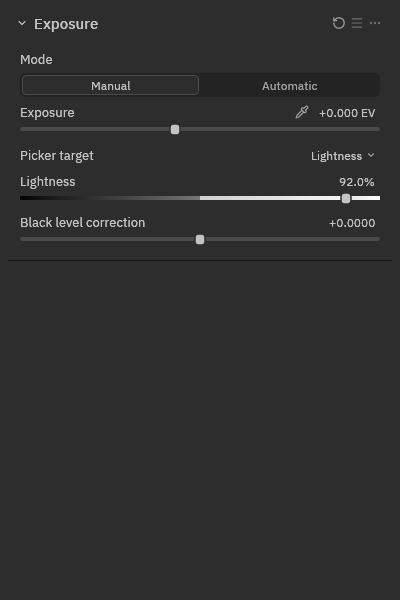 Exposure
Mode
Manual Automatic
Exposure +0.000 EV
Picker target Lightness
Lightness 92.0%
Black level correction +0.0000